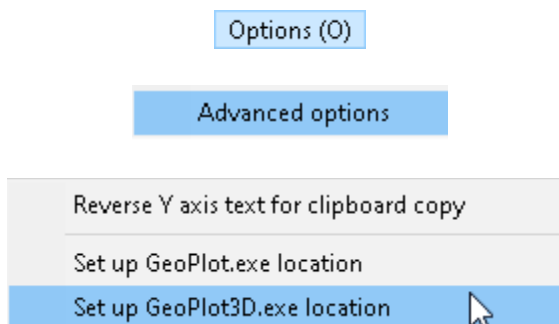 Options (O)
Advanced options
Reverse Y axis text for clipboard copy
Set up GeoPlot.exe location
Set up GeoPlot3D.exe location